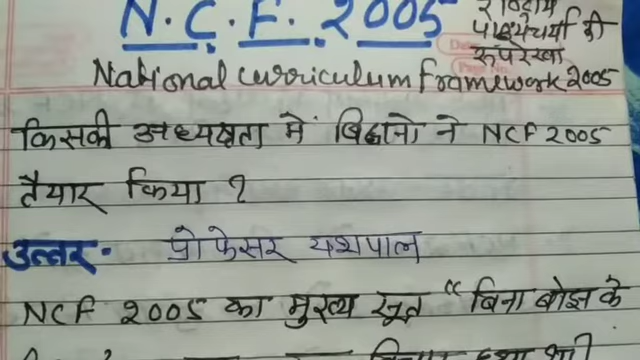 N.C.F. 2005
पाठ्यचर्या की
रूपरेखा
National curriculum framework 2005
किसकी अध्यक्षता में विद्वानो ने NCF 2005
तैयार किया ?
उत्तर- प्रोफेसर यशपाल
NCF 2005 का मुख्य सूत्र "बिना बोझ के